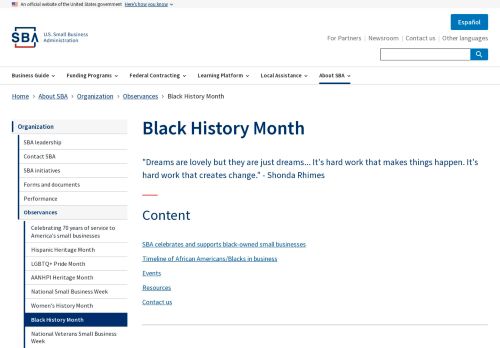 An official website of the United States government Here's how you know
Español
SBA U.S. Small Business
Administration
For Partners Newsroom Contact us Other languages
Business Guide Funding Programs Federal Contracting Learning Platform Local Assistance About SBA
Home About SBA Organization Observances Black History Month
Organization
SBA leadership
Contact SBA
SBA initiatives
Forms and documents
Performance
Observances
Celebrating 70 years of service to
America's small businesses
Hispanic Heritage Month
LGBTQ+ Pride Month
AANHPI Heritage Month
National Small Business Week
Women's History Month
Black History Month
National Veterans Small Business
Week
Black History Month
"Dreams are lovely but they are just dreams... It's hard work that makes things happen. It's
hard work that creates change." - Shonda Rhimes
Content
SBA celebrates and supports black-owned small businesses
Timeline of African Americans/Blacks in business
Events
Resources
Contact us